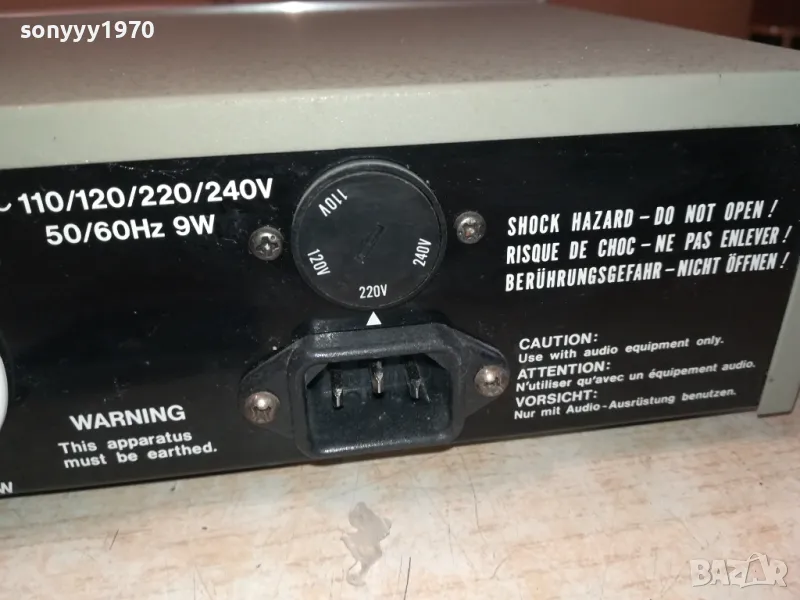 sonyyy1970
~ 110/120/220/240V
50/60Hz 9W
110V
120V
240V
220V
SHOCK HAZARD – DO NOT OPEN !
RISQUE DE CHOC – NE PAS ENLEVER !
BERÜHRUNGSGEFAHR – NICHT ÖFFNEN !
CAUTION:
Use with audio equipment only.
ATTENTION:
N'utiliser qu'avec un équipement audio.
VORSICHT:
Nur mit Audio-Ausrüstung benutzen.
WARNING
This apparatus
must be earthed.
W
BAZAR